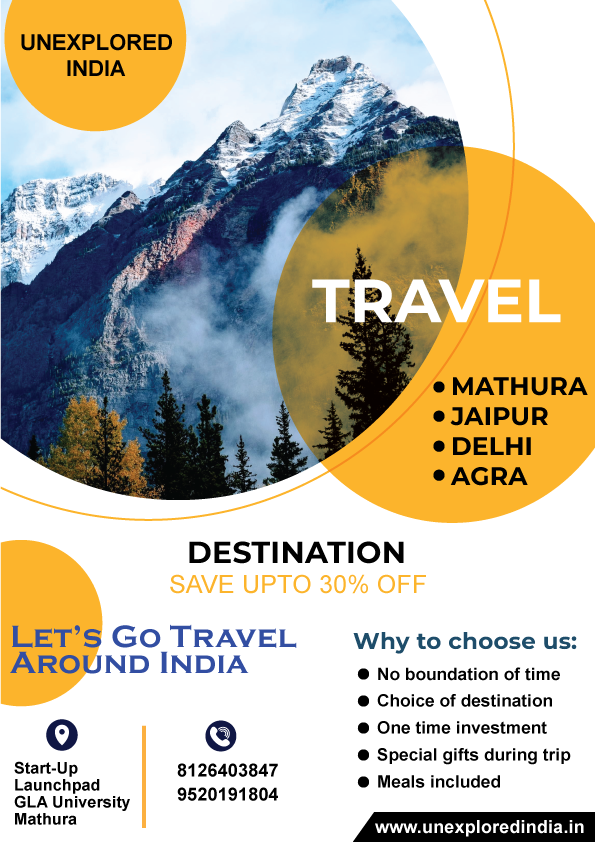 UNEXPLORED
INDIA
TRAVEL
● MATHURA
● JAIPUR
● DELHI
● AGRA
DESTINATION
SAVE UPTO 30% OFF
LET'S GO TRAVEL
AROUND INDIA
Why to choose us:
● No boundation of time
● Choice of destination
● One time investment
● Special gifts during trip
● Meals included
Start-Up
Launchpad
GLA University
Mathura
8126403847
9520191804
www.unexploredindia.in